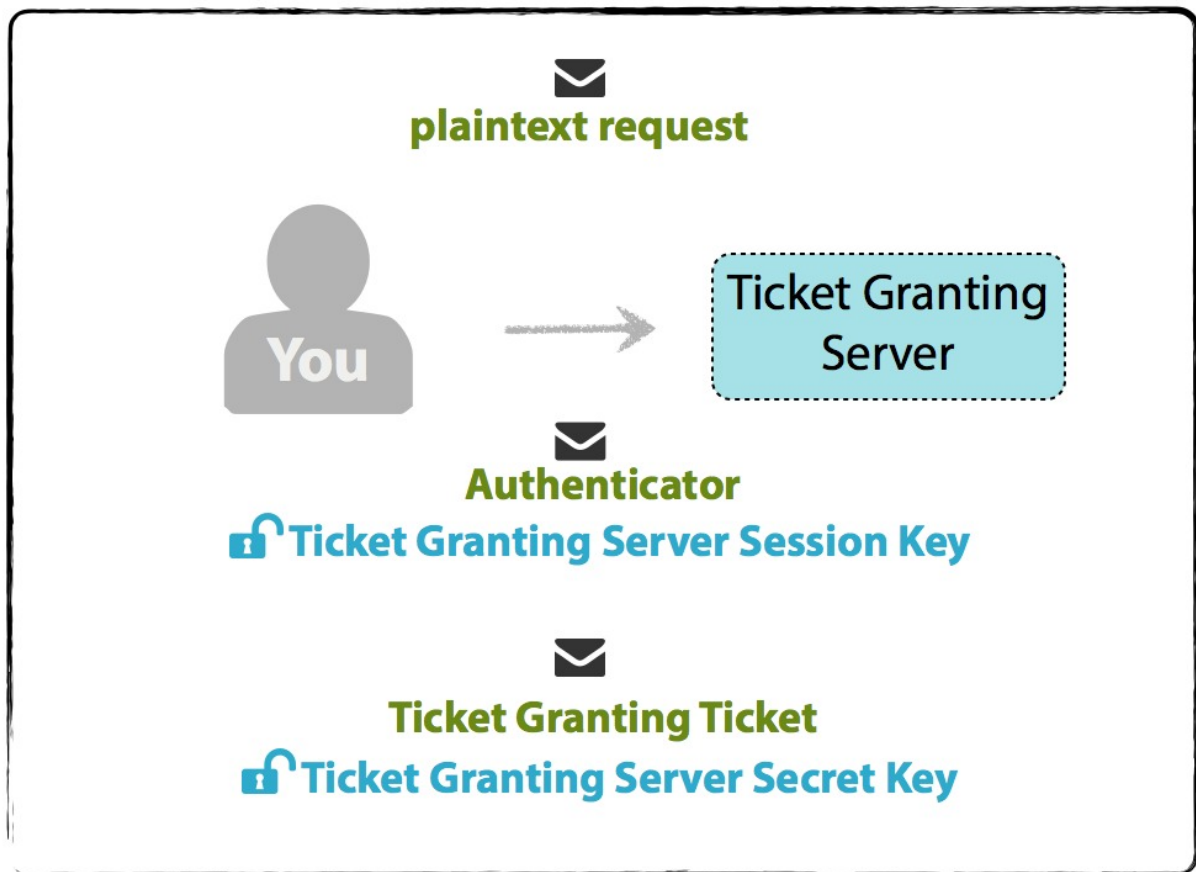 plaintext request
You
Ticket Granting
Server
Authenticator
Ticket Granting Server Session Key
Ticket Granting Ticket
Ticket Granting Server Secret Key